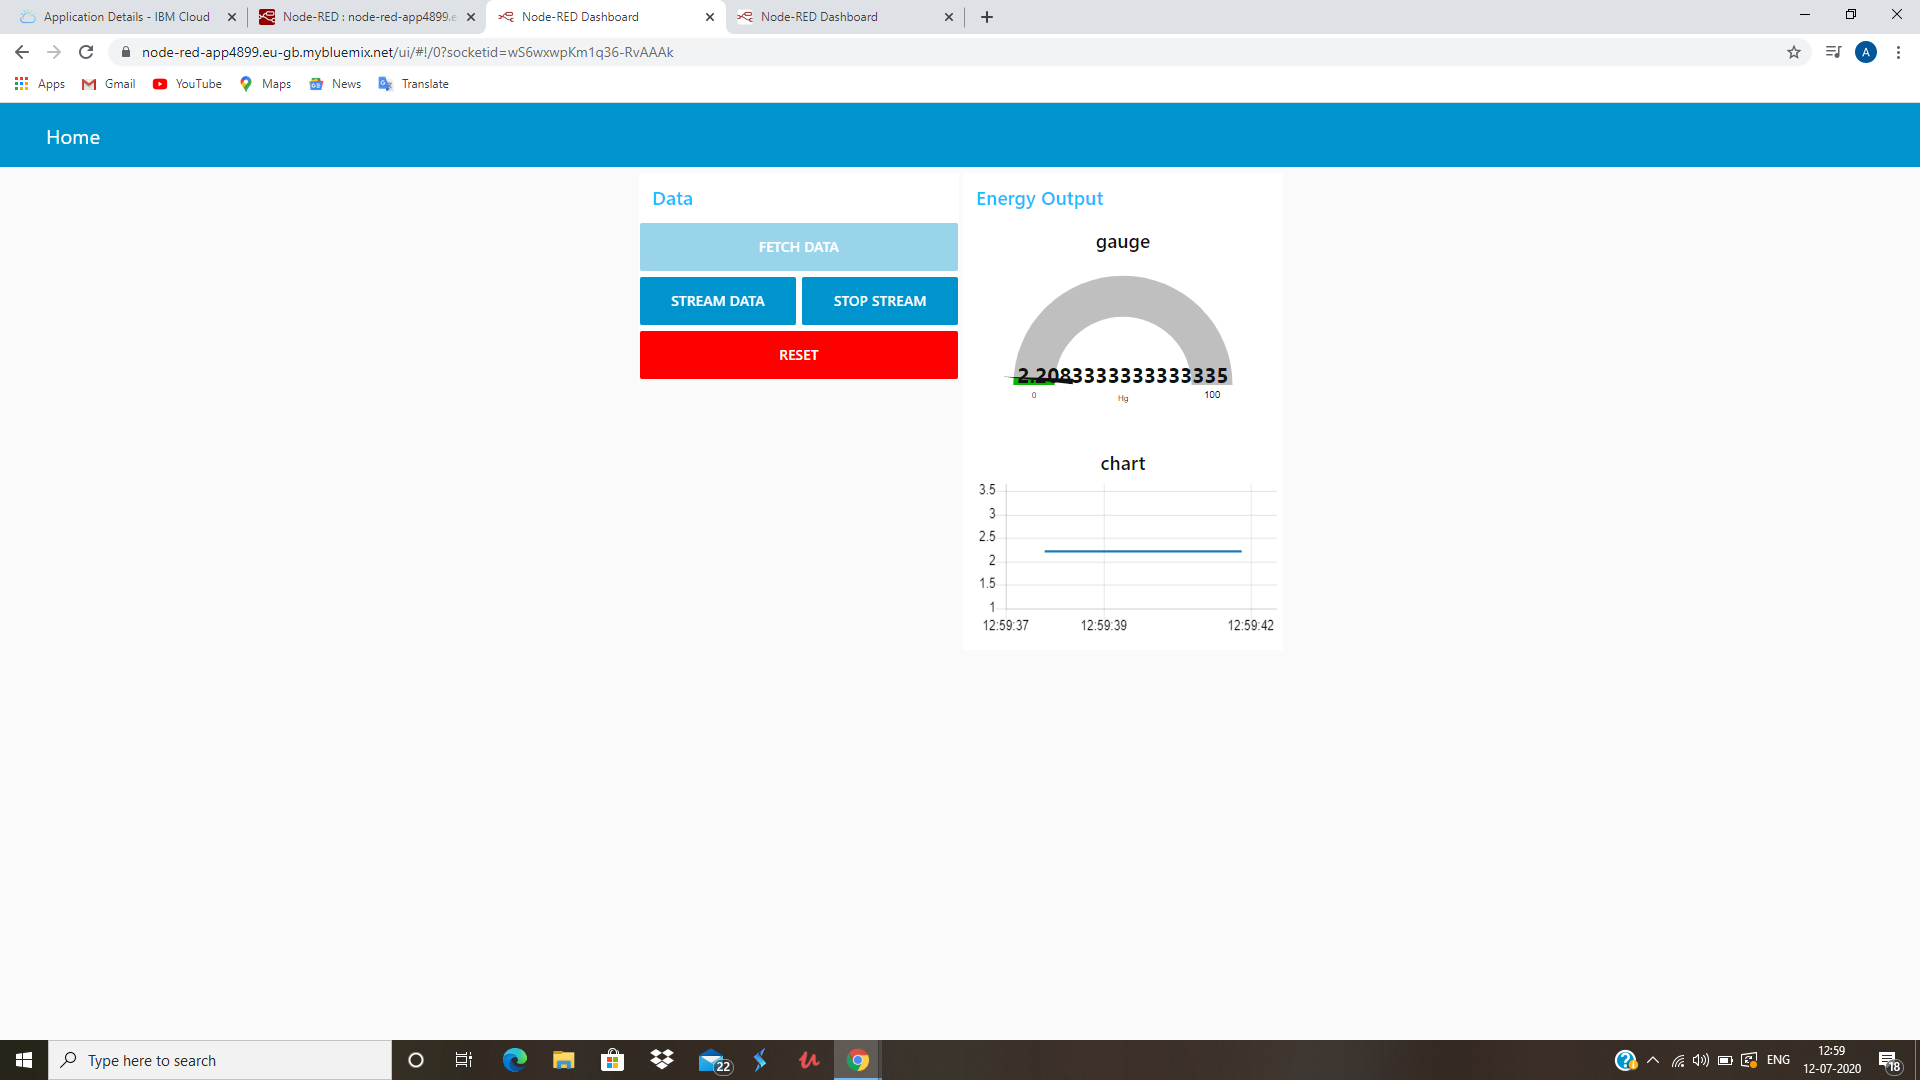 Application Details - IBM Cloud
Node-RED : node-red-app4899.e
Node-RED Dashboard
Node-RED Dashboard
node-red-app4899.eu-gb.mybluemix.net/ui/#!/0?socketid=wS6wxwpKm1q36-RvAAAk
A
Apps
Gmail
YouTube
Maps
News
Translate
Home
Data
FETCH DATA
STREAM DATA
STOP STREAM
RESET
Energy Output
gauge
2.2083333333333335
0
Hg
100
chart
3.5
3
2.5
2
1.5
1
12:59:37
12:59:39
12:59:42
Type here to search
22
ENG
12:59
12-07-2020
18